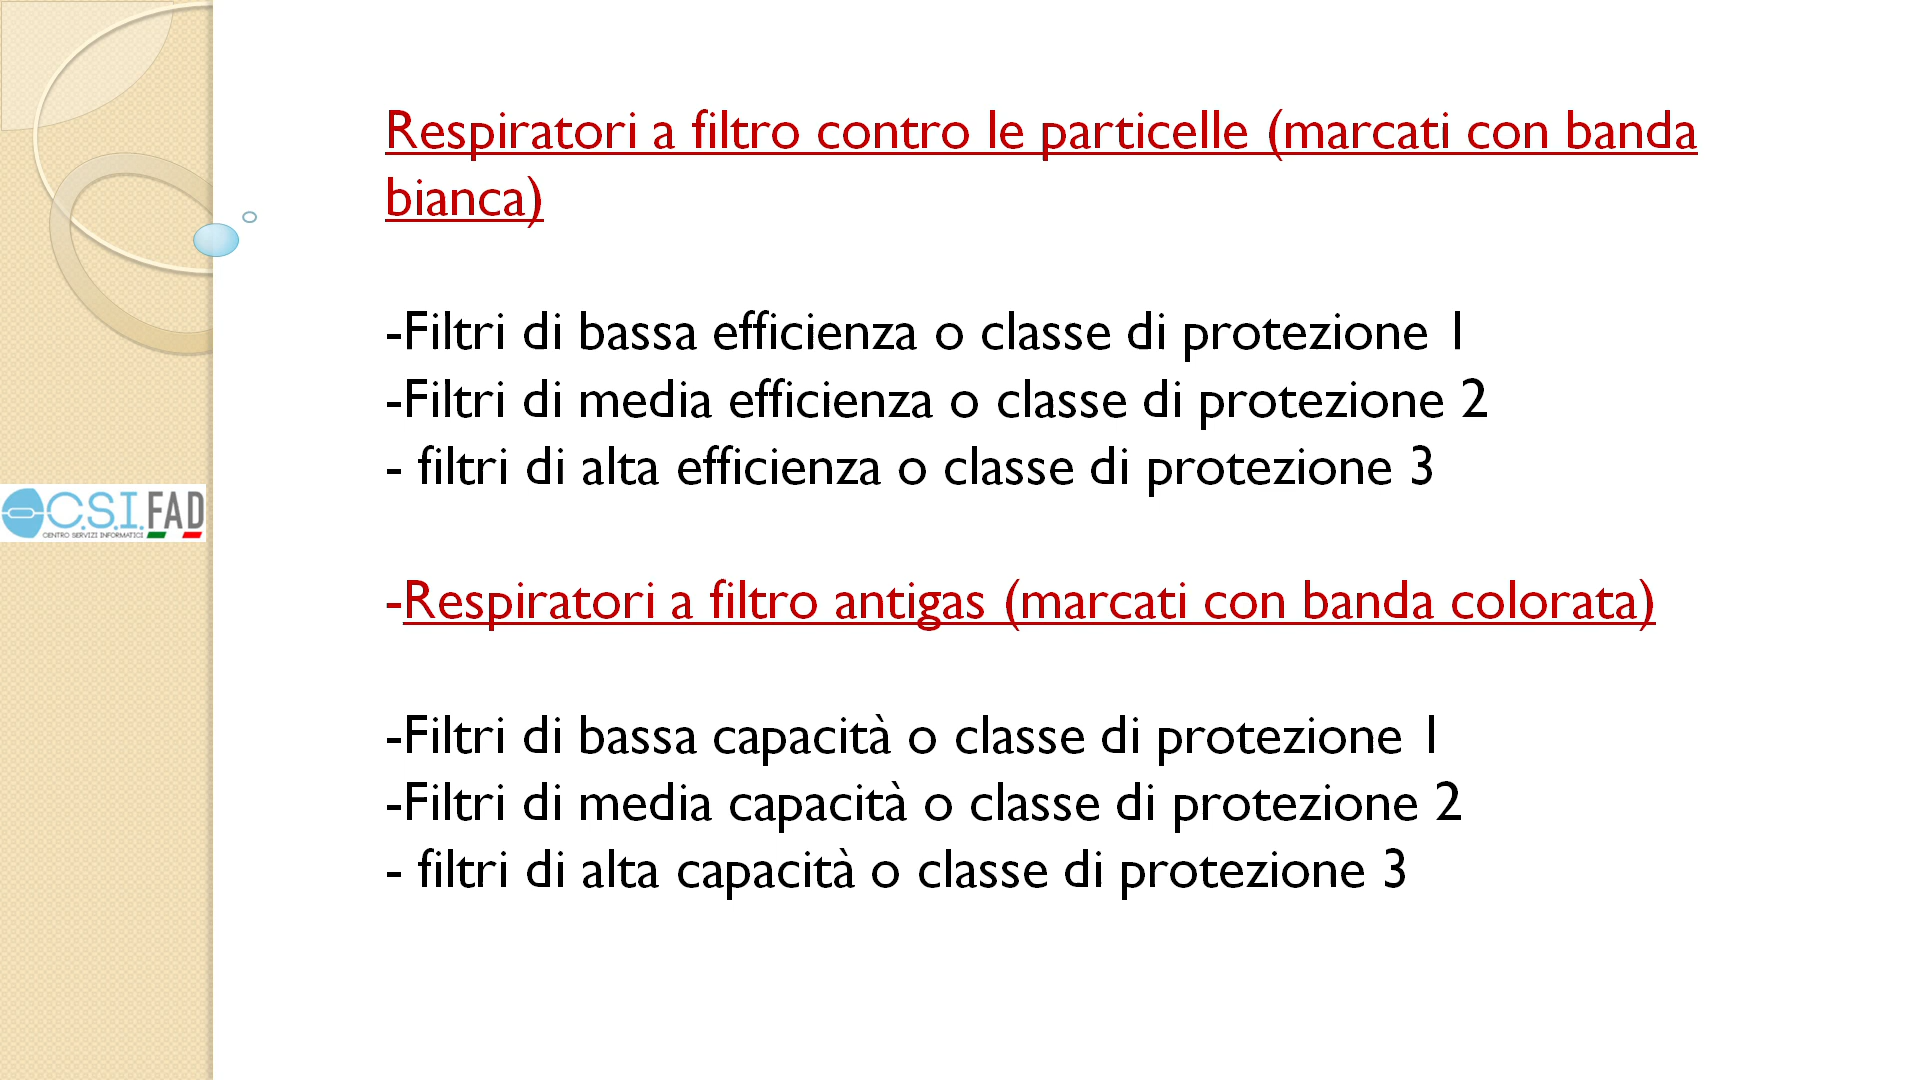 Respiratori a filtro contro le particelle (marcati con banda
bianca)
-Filtri di bassa efficienza o classe di protezione 1
-Filtri di media efficienza o classe di protezione 2
- filtri di alta efficienza o classe di protezione 3
C.S.I. FAD
CENTRO SERVIZI INFORMATICI
-Respiratori a filtro antigas (marcati con banda colorata)
-Filtri di bassa capacità o classe di protezione 1
-Filtri di media capacità o classe di protezione 2
- filtri di alta capacità o classe di protezione 3